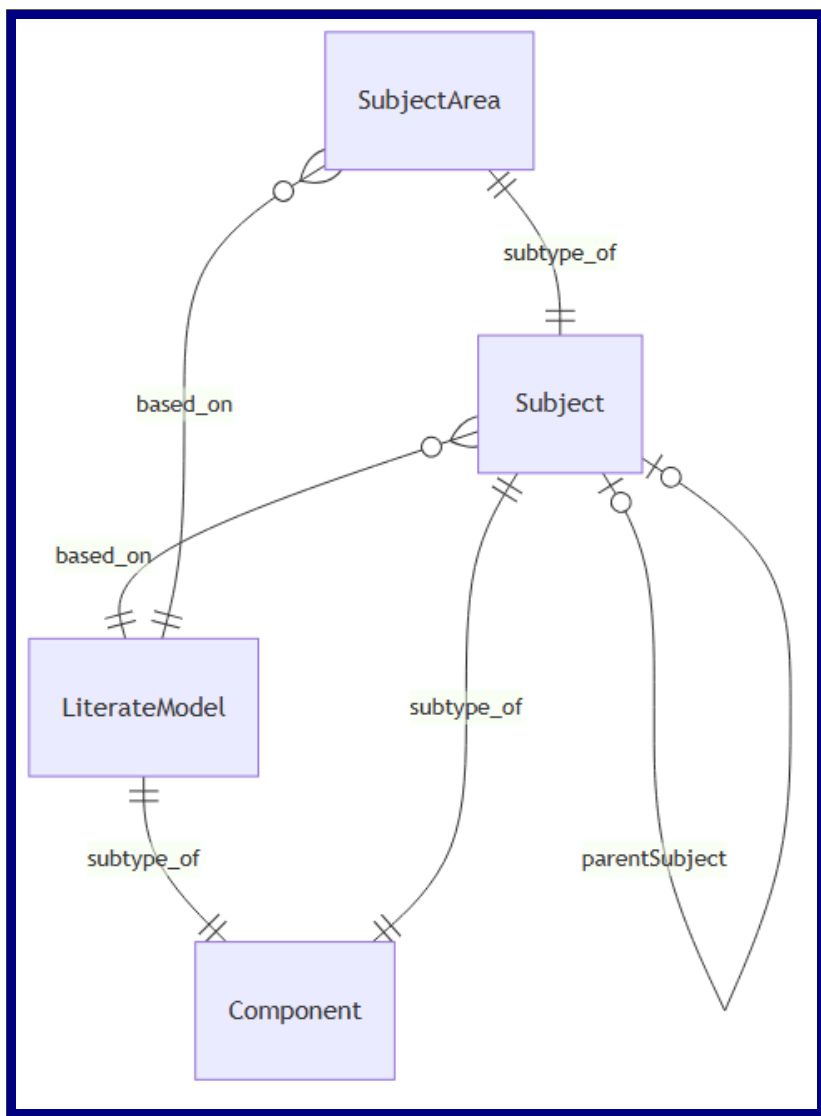 SubjectArea
subtype_of
Subject
based_on
based_on
LiterateModel
subtype_of
subtype_of
parentSubject
Component